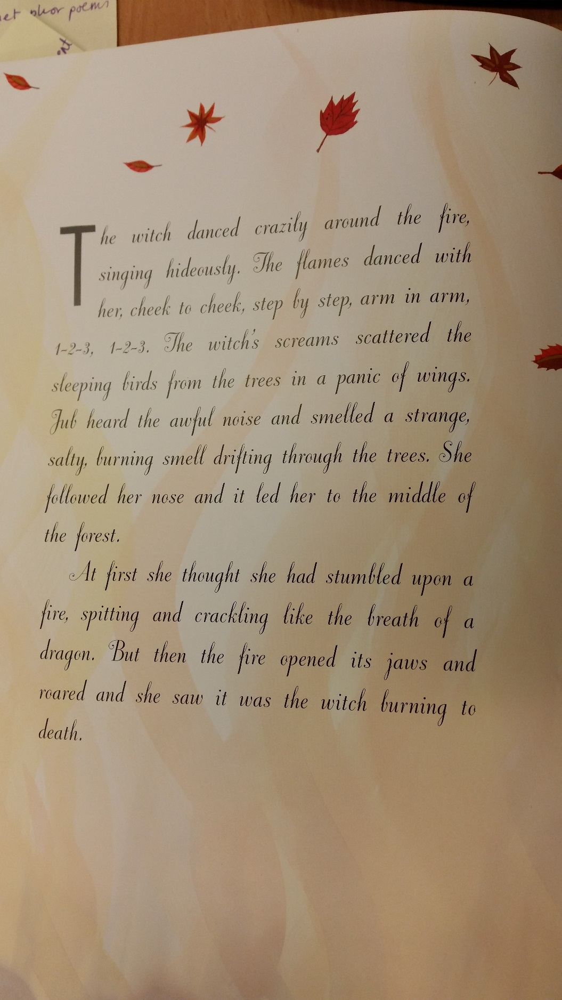 poems
The witch danced crazily around the fire,
singing hideously. The flames danced with
her, cheek to cheek, step by step, arm in arm,
1-2-3, 1-2-3. The witch's screams scattered the
sleeping birds from the trees in a panic of wings.
Jub heard the awful noise and smelled a strange,
salty, burning smell drifting through the trees. She
followed her nose and it led her to the middle of
the forest.
At first she thought she had stumbled upon a
fire, spitting and crackling like the breath of a
dragon. But then the fire opened its jaws and
roared and she saw it was the witch burning to
death.